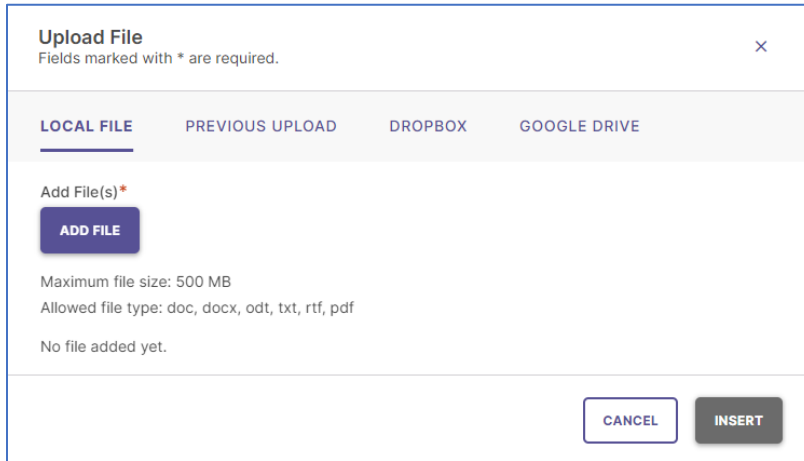 Upload File
Fields marked with * are required.
LOCAL FILE PREVIOUS UPLOAD DROPBOX GOOGLE DRIVE
Add File(s)*
ADD FILE
Maximum file size: 500 MB
Allowed file type: doc, docx, odt, txt, rtf, pdf
No file added yet.
CANCEL INSERT